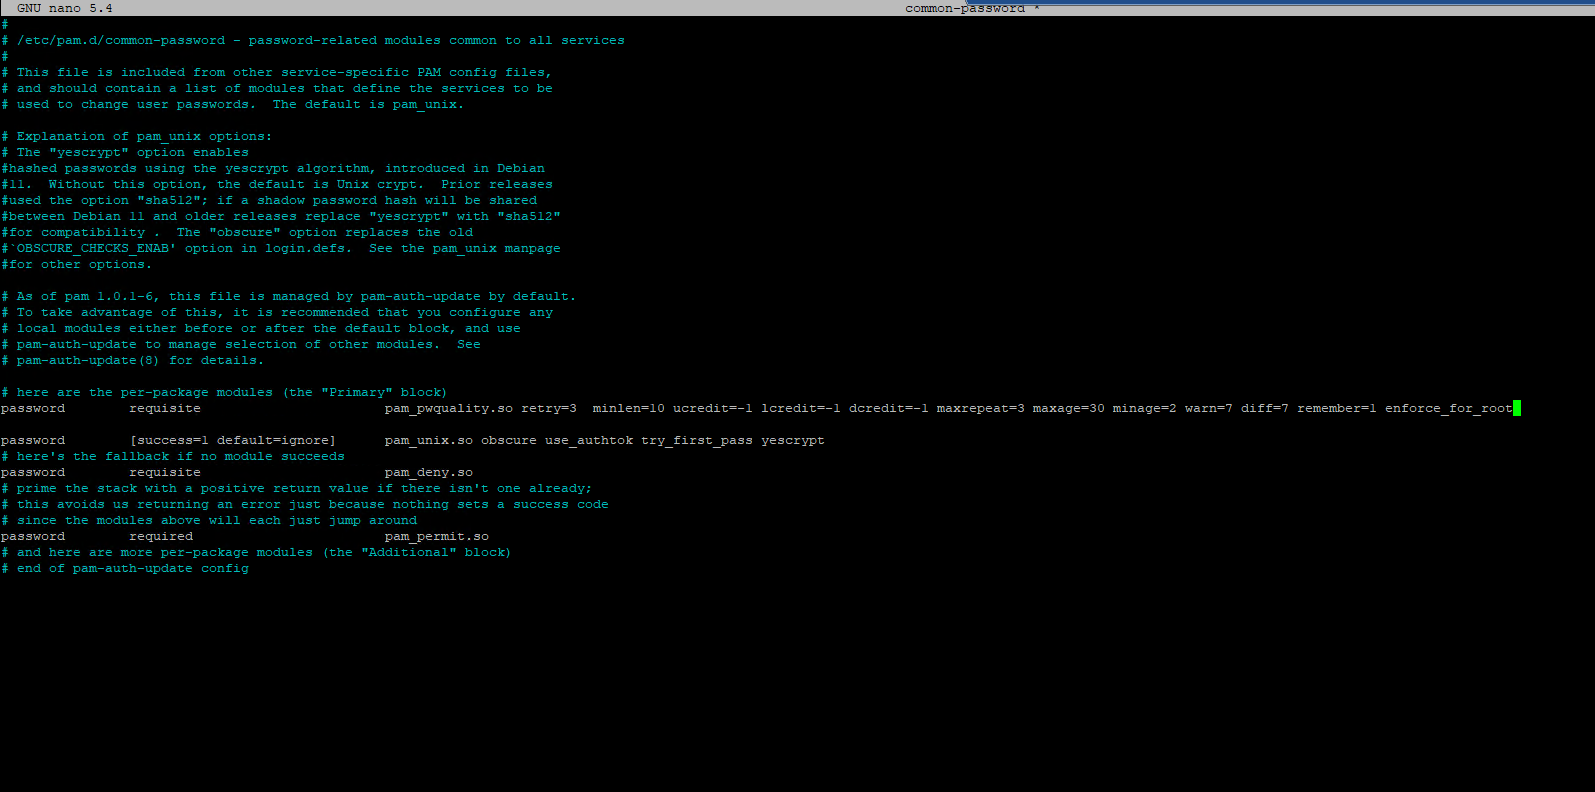 GNU nano 5.4 common-password *
#
# /etc/pam.d/common-password - password-related modules common to all services
#
# This file is included from other service-specific PAM config files,
# and should contain a list of modules that define the services to be
# used to change user passwords.  The default is pam_unix.
# Explanation of pam_unix options:
# The "yescrypt" option enables
#hashed passwords using the yescrypt algorithm, introduced in Debian
#11.  Without this option, the default is Unix crypt.  Prior releases
#used the option "sha512"; if a shadow password hash will be shared
#between Debian 11 and older releases replace "yescrypt" with "sha512"
#for compatibility .  The "obscure" option replaces the old
#`OBSCURE_CHECKS_ENAB' option in login.defs.  See the pam_unix manpage
#for other options.
# As of pam 1.0.1-6, this file is managed by pam-auth-update by default.
# To take advantage of this, it is recommended that you configure any
# local modules either before or after the default block, and use
# pam-auth-update to manage selection of other modules.  See
# pam-auth-update(8) for details.
# here are the per-package modules (the "Primary" block)
password        requisite                       pam_pwquality.so retry=3  minlen=10 ucredit=-1 lcredit=-1 dcredit=-1 maxrepeat=3 maxage=30 minage=2 warn=7 diff=7 remember=1 enforce_for_root
password        [success=1 default=ignore]      pam_unix.so obscure use_authtok try_first_pass yescrypt
# here's the fallback if no module succeeds
password        requisite                       pam_deny.so
# prime the stack with a positive return value if there isn't one already;
# this avoids us returning an error just because nothing sets a success code
# since the modules above will each just jump around
password        required                        pam_permit.so
# and here are more per-package modules (the "Additional" block)
# end of pam-auth-update config